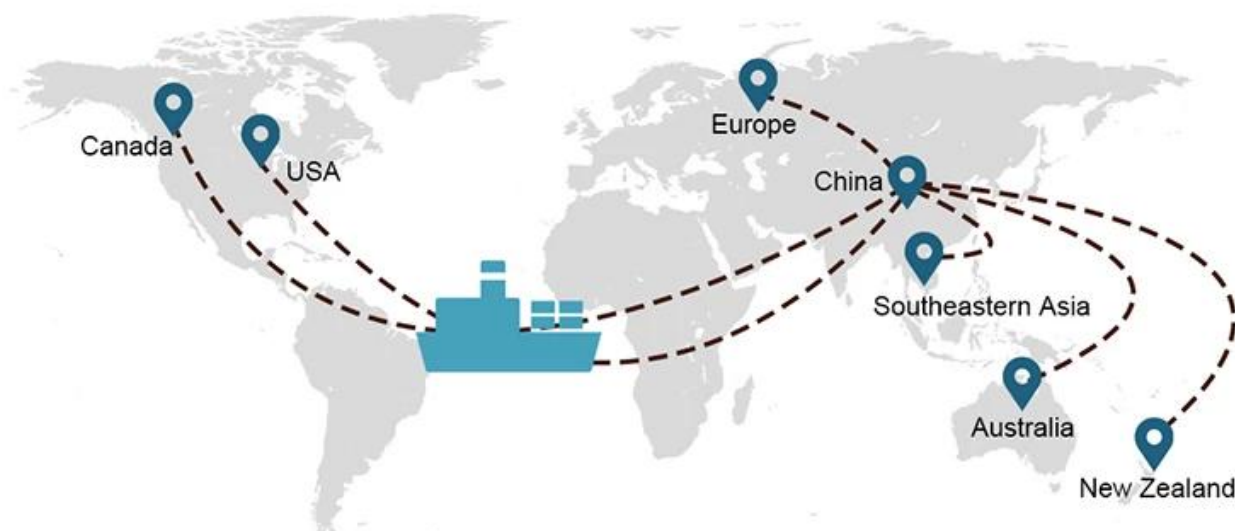 Canada
USA
Europe
China
Southeastern Asia
Australia
New Zealand